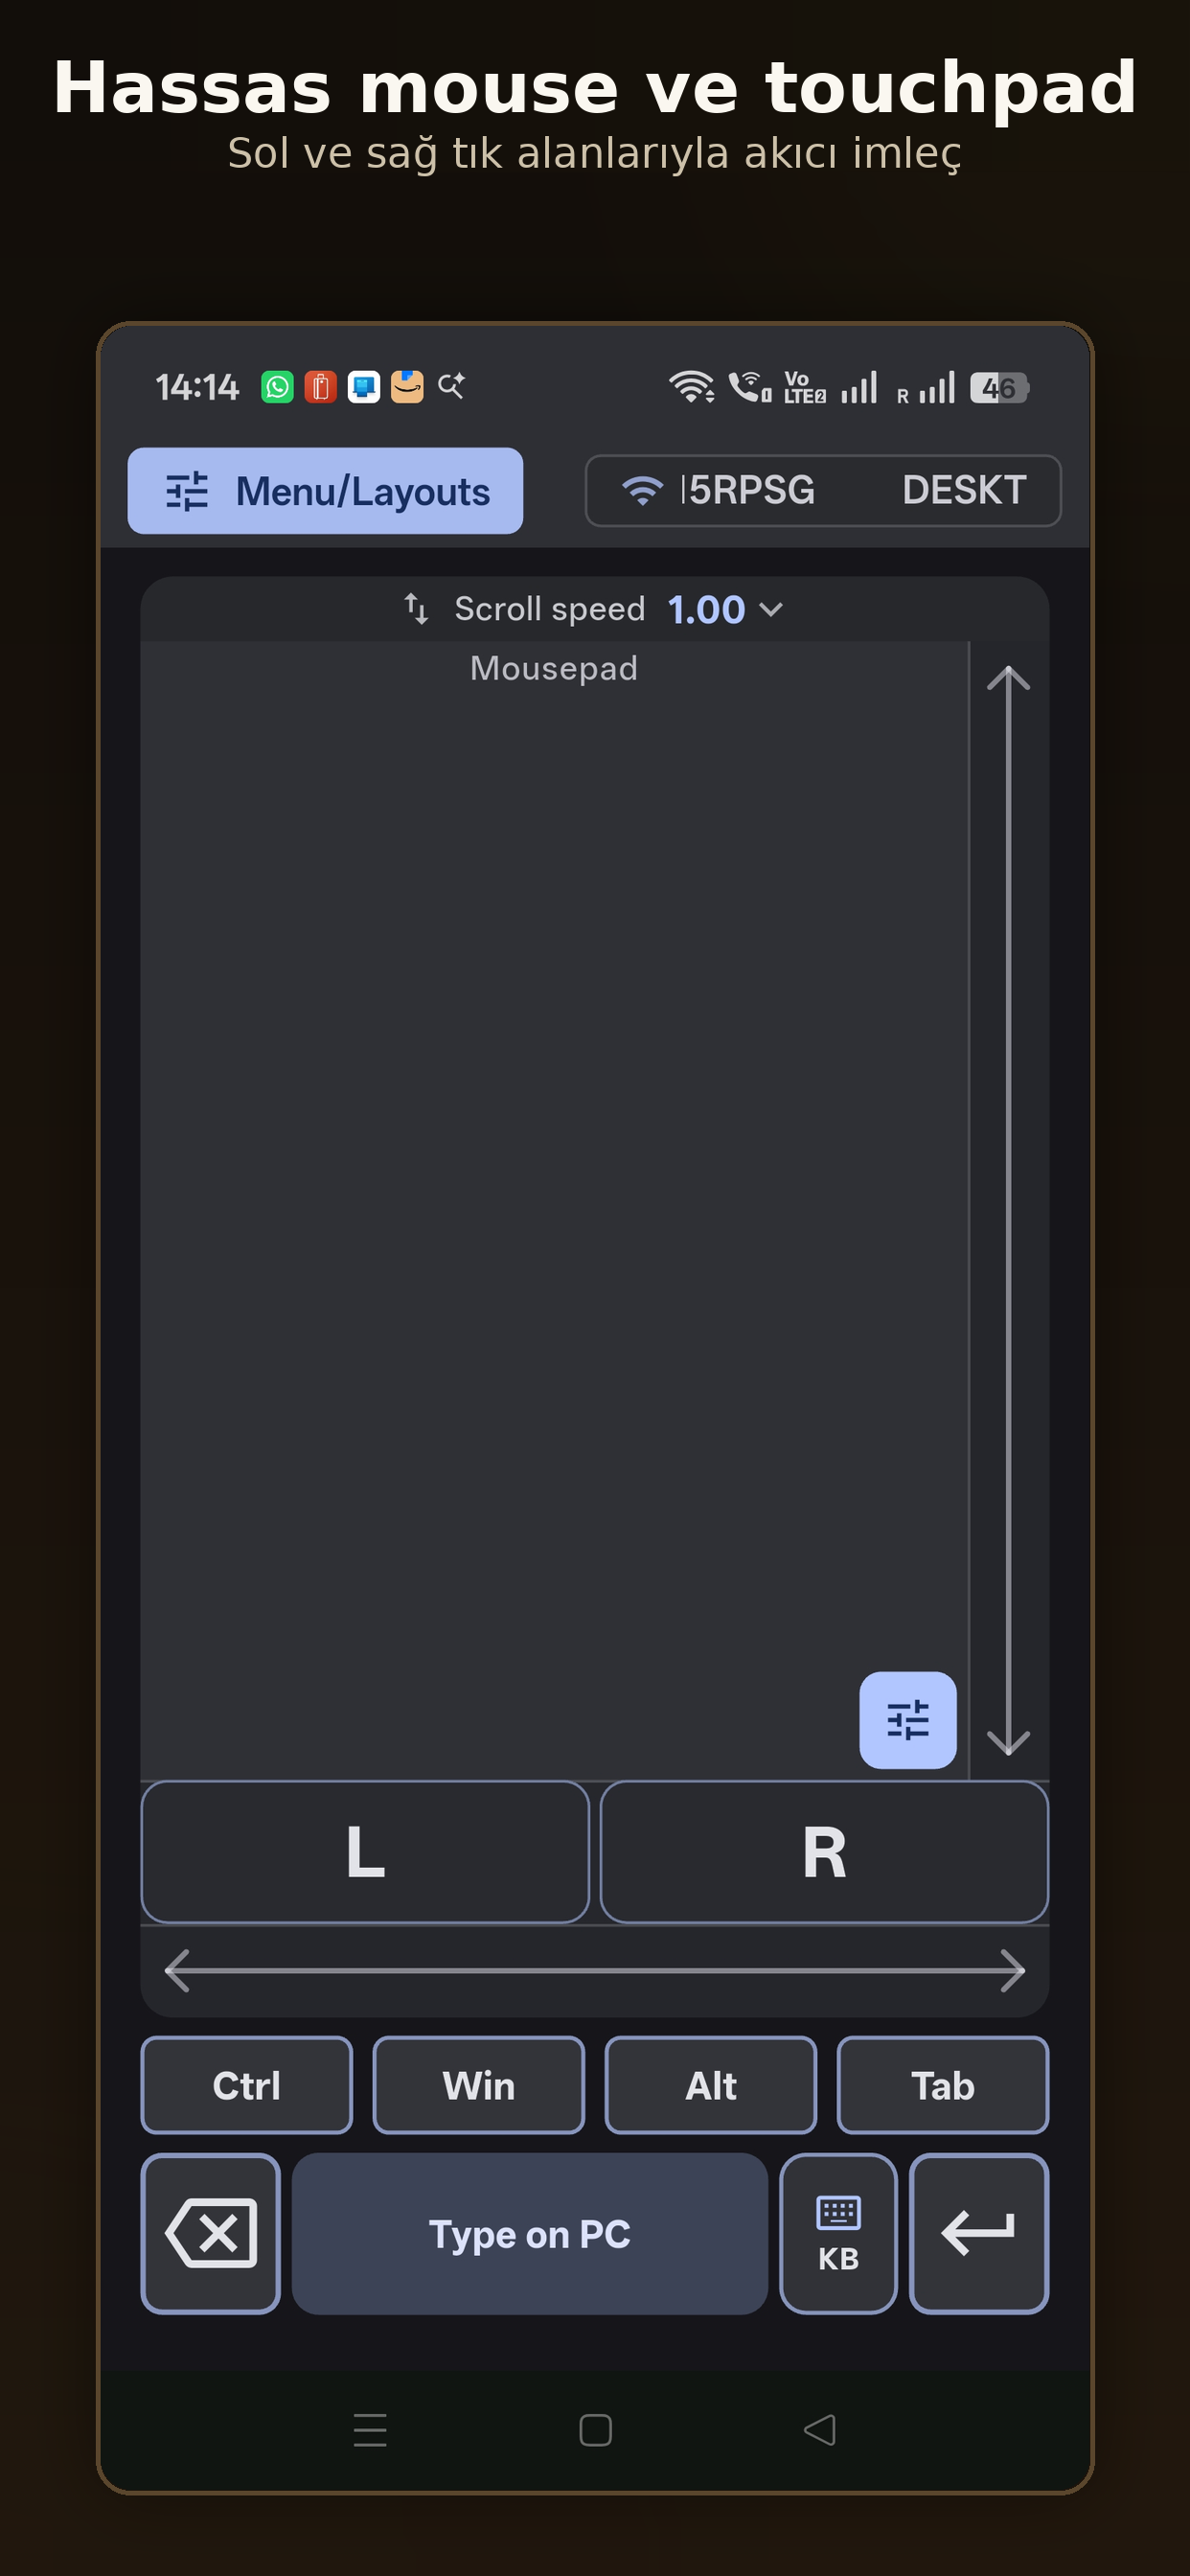 Hassas mouse ve touchpad
Sol ve sağ tık alanlarıyla akıcı imleç
14:14
Vo
LTE2
R
46
Menu/Layouts
5RPSG DESKT
Scroll speed 1.00
Mousepad
L R
Ctrl Win Alt Tab
Type on PC
KB